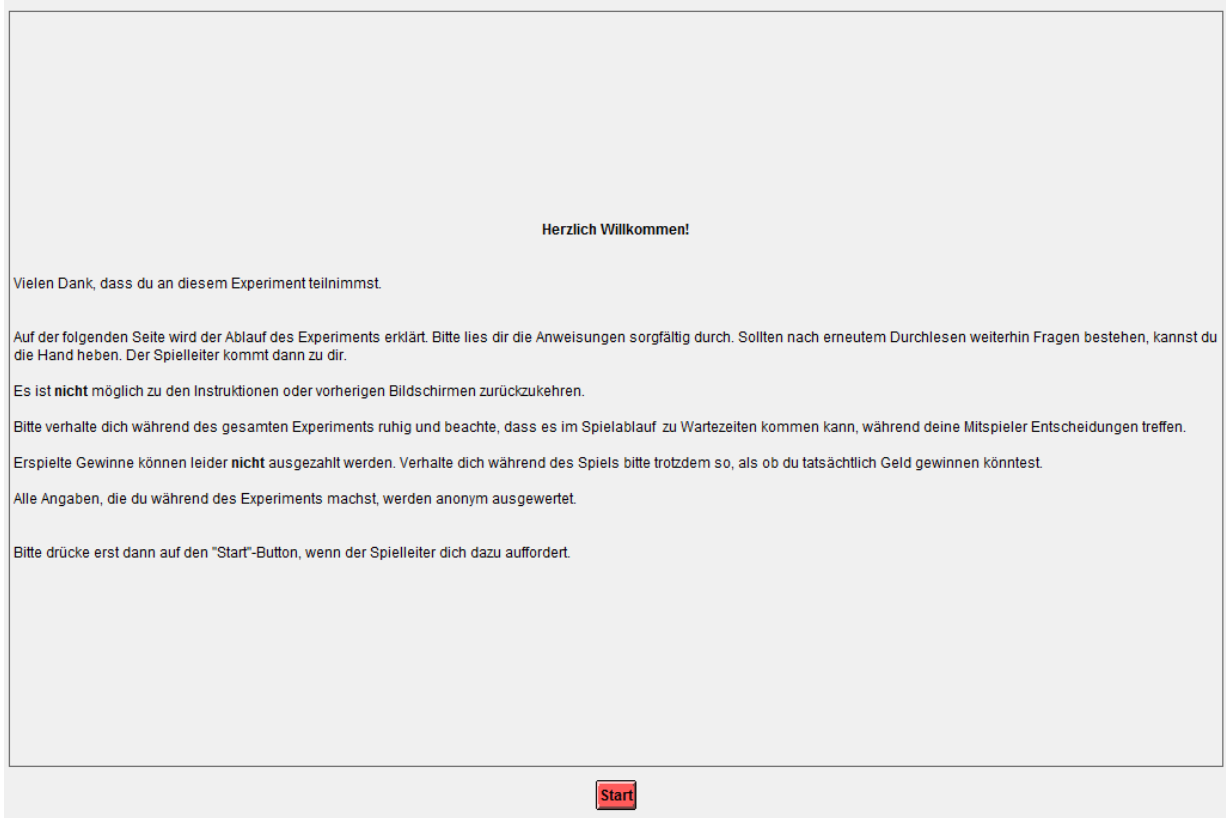 Herzlich Willkommen!
Vielen Dank, dass du an diesem Experiment teilnimmst.
Auf der folgenden Seite wird der Ablauf des Experiments erklärt. Bitte lies dir die Anweisungen sorgfältig durch. Sollten nach erneutem Durchlesen weiterhin Fragen bestehen, kannst du
die Hand heben. Der Spielleiter kommt dann zu dir.
Es ist nicht möglich zu den Instruktionen oder vorherigen Bildschirmen zurückzukehren.
Bitte verhalte dich während des gesamten Experiments ruhig und beachte, dass es im Spielablauf zu Wartezeiten kommen kann, während deine Mitspieler Entscheidungen treffen.
Erspielte Gewinne können leider nicht ausgezahlt werden. Verhalte dich während des Spiels bitte trotzdem so, als ob du tatsächtlich Geld gewinnen könntest.
Alle Angaben, die du während des Experiments machst, werden anonym ausgewertet.
Bitte drücke erst dann auf den "Start"-Button, wenn der Spielleiter dich dazu auffordert.
Start